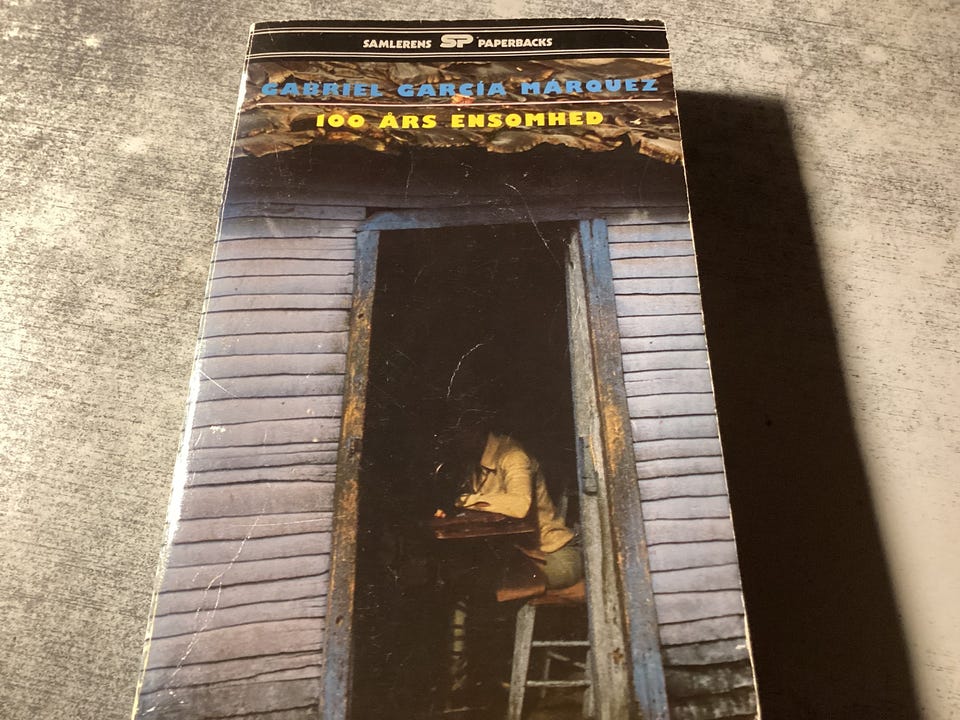 SAMLERENS SP PAPERBACKS
GABRIEL GARCÍA MÁRQUEZ
100 ÅRS ENSOMHED